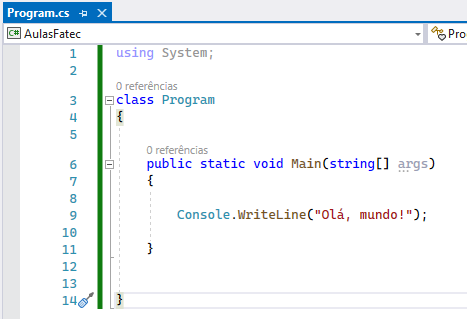 Program.cs
C# AulasFatec Pro
1 using System;
2
0 referências
3 class Program
4 {
5
0 referências
6 public static void Main(string[] args)
7 {
8
9 Console.WriteLine("Olá, mundo!");
10
11 }
12
13
14 }